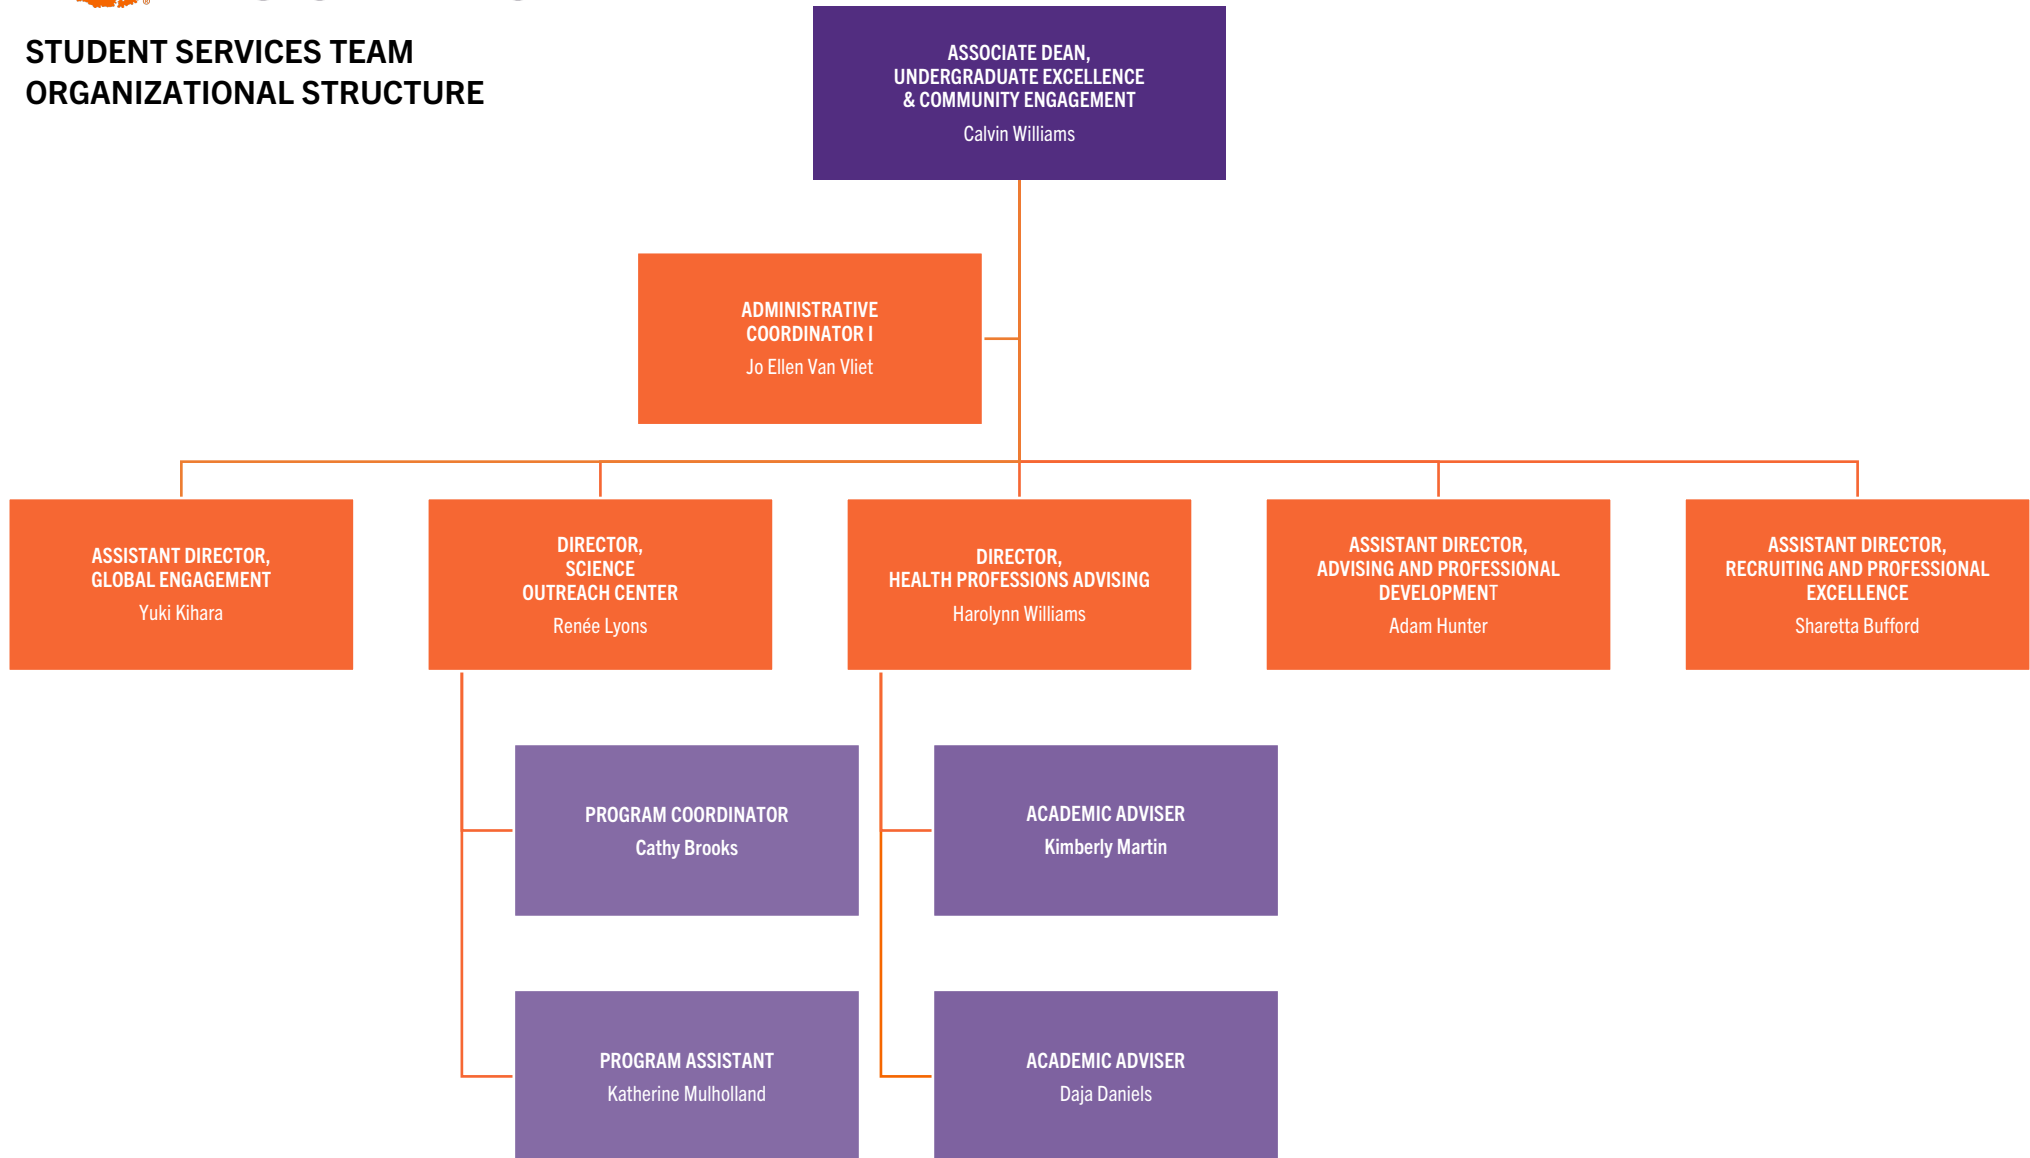 ®
STUDENT SERVICES TEAM
ORGANIZATIONAL STRUCTURE
ASSOCIATE DEAN,
UNDERGRADUATE EXCELLENCE
& COMMUNITY ENGAGEMENT
Calvin Williams
ADMINISTRATIVE
COORDINATOR I
Jo Ellen Van Vliet
ASSISTANT DIRECTOR,
GLOBAL ENGAGEMENT
Yuki Kihara
DIRECTOR,
SCIENCE
OUTREACH CENTER
Renée Lyons
DIRECTOR,
HEALTH PROFESSIONS ADVISING
Harolynn Williams
ASSISTANT DIRECTOR,
ADVISING AND PROFESSIONAL
DEVELOPMENT
Adam Hunter
ASSISTANT DIRECTOR,
RECRUITING AND PROFESSIONAL
EXCELLENCE
Sharetta Bufford
PROGRAM COORDINATOR
Cathy Brooks
ACADEMIC ADVISER
Kimberly Martin
PROGRAM ASSISTANT
Katherine Mulholland
ACADEMIC ADVISER
Daja Daniels